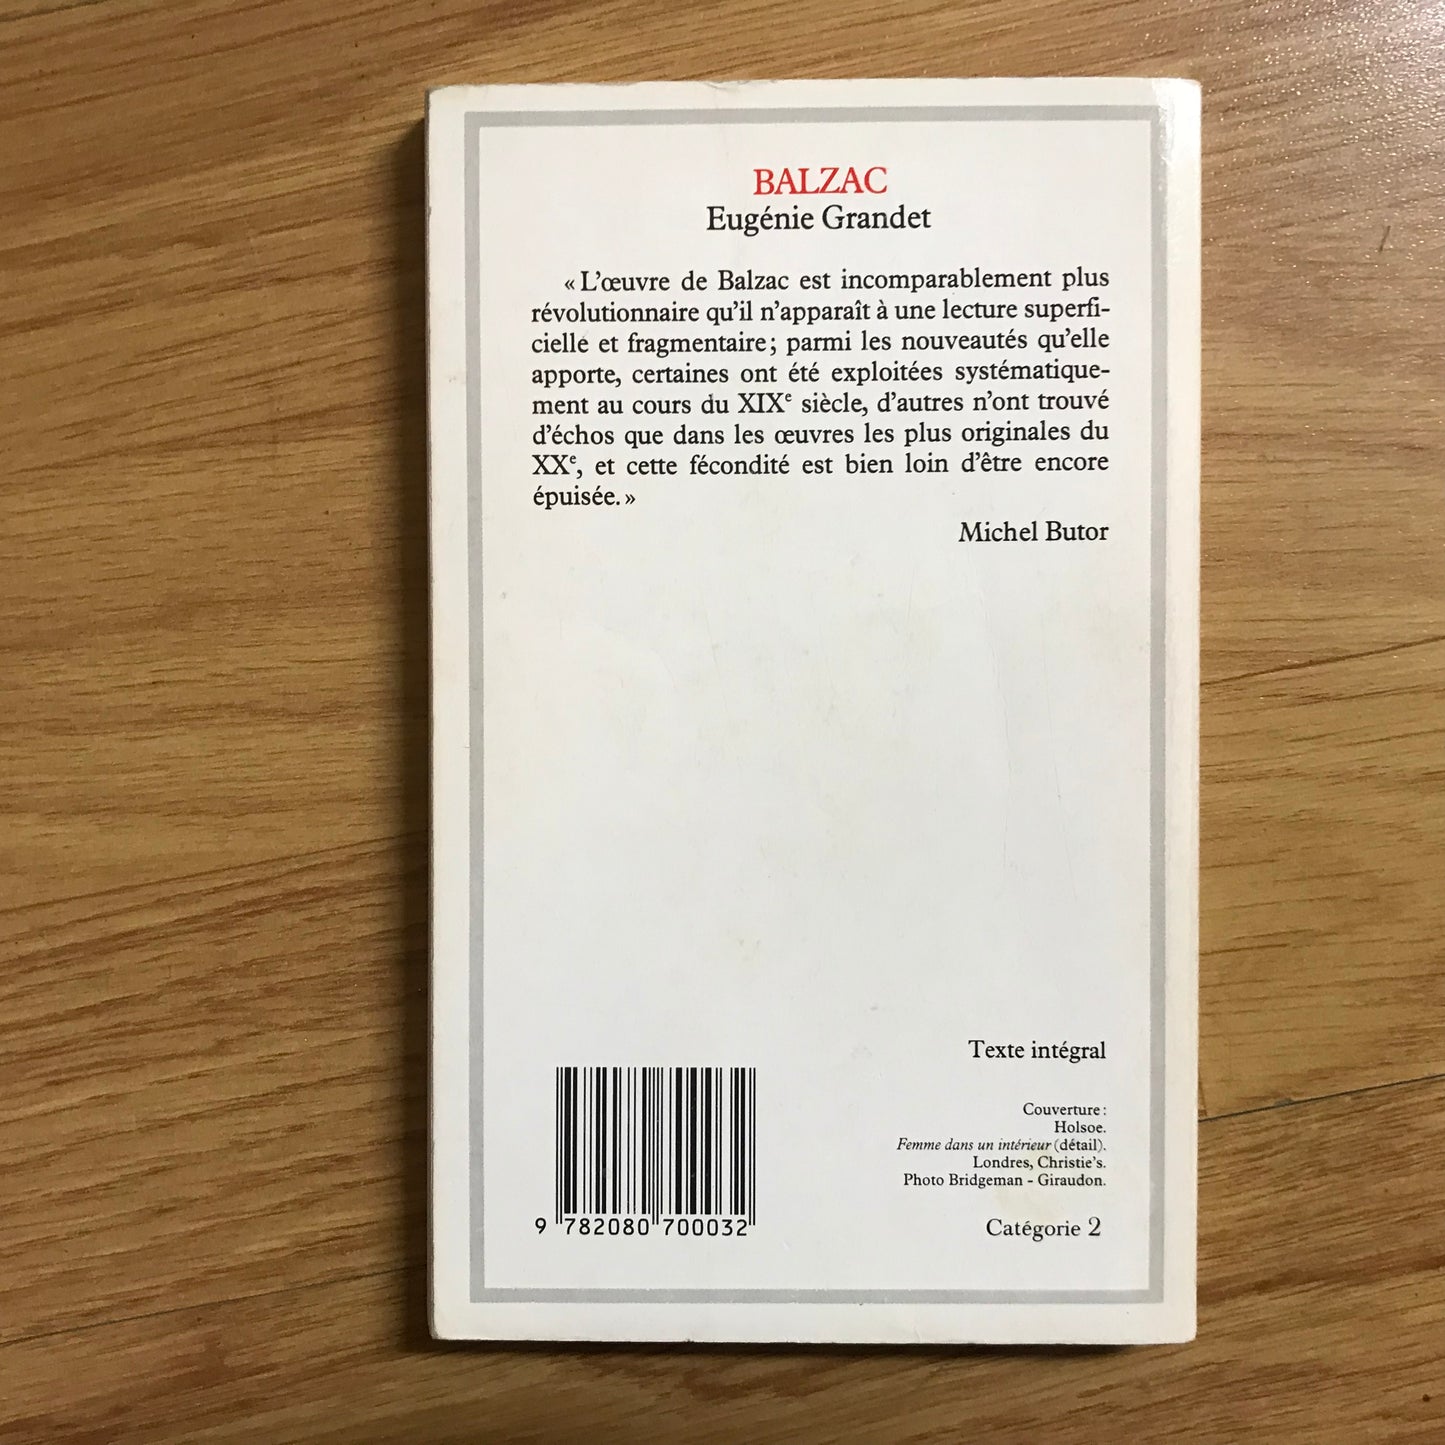 BALZAC
Eugénie Grandet
« L'œuvre de Balzac est incomparablement plus
révolutionnaire qu'il n'apparaît à une lecture superfi-
cielle et fragmentaire ; parmi les nouveautés qu'elle
apporte, certaines ont été exploitées systématique-
ment au cours du XIXe siècle, d'autres n'ont trouvé
d'échos que dans les œuvres les plus originales du
XXe, et cette fécondité est bien loin d'être encore
épuisée. »
Michel Butor
Texte intégral
Couverture :
Holsoe.
Femme dans un intérieur (détail).
Londres, Christie's.
Photo Bridgeman - Giraudon.
Catégorie 2
9 782080 700032